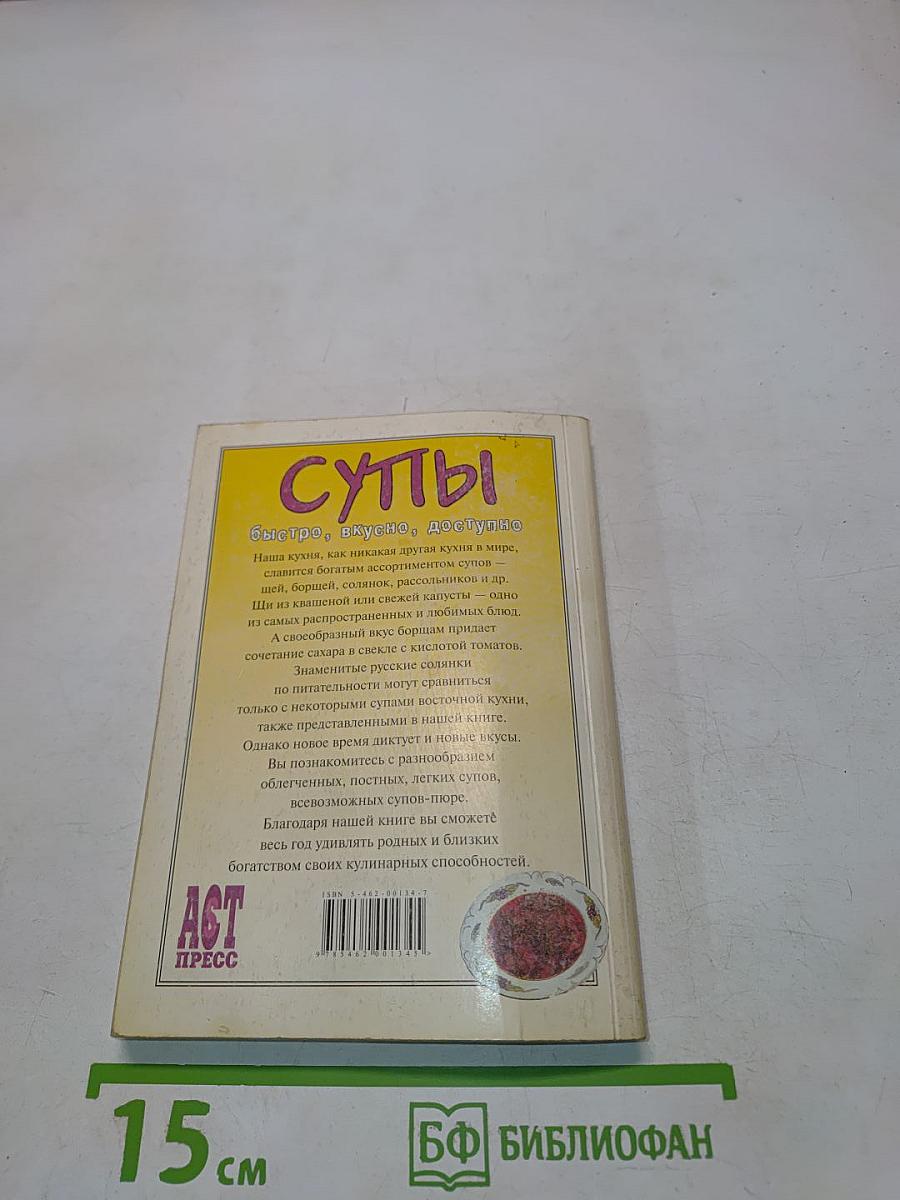 СУПЫ
быстро, вкусно, доступно
Наша кухня, как никакая другая кухня в мире,
славится богатым ассортиментом супов —
щей, борщей, солянок, рассольников и др.
Щи из квашеной или свежей капусты — одно
из самых распространенных и любимых блюд.
А своеобразный вкус борщам придает
сочетание сахара в свекле с кислотой томатов.
Знаменитые русские солянки
по питательности могут сравниться
только с некоторыми супами восточной кухни,
также представленными в нашей книге.
Однако новое время диктует и новые вкусы.
Вы познакомитесь с разнообразием
облегченных, постных, легких супов,
всевозможных супов-пюре.
Благодаря нашей книге вы сможете
весь год удивлять родных и близких
богатством своих кулинарных способностей.
АСТ
ПРЕСС
ISBN 5-462-00134-7
9 785462 001345 >
15 см
БФ БИБЛИОФАН